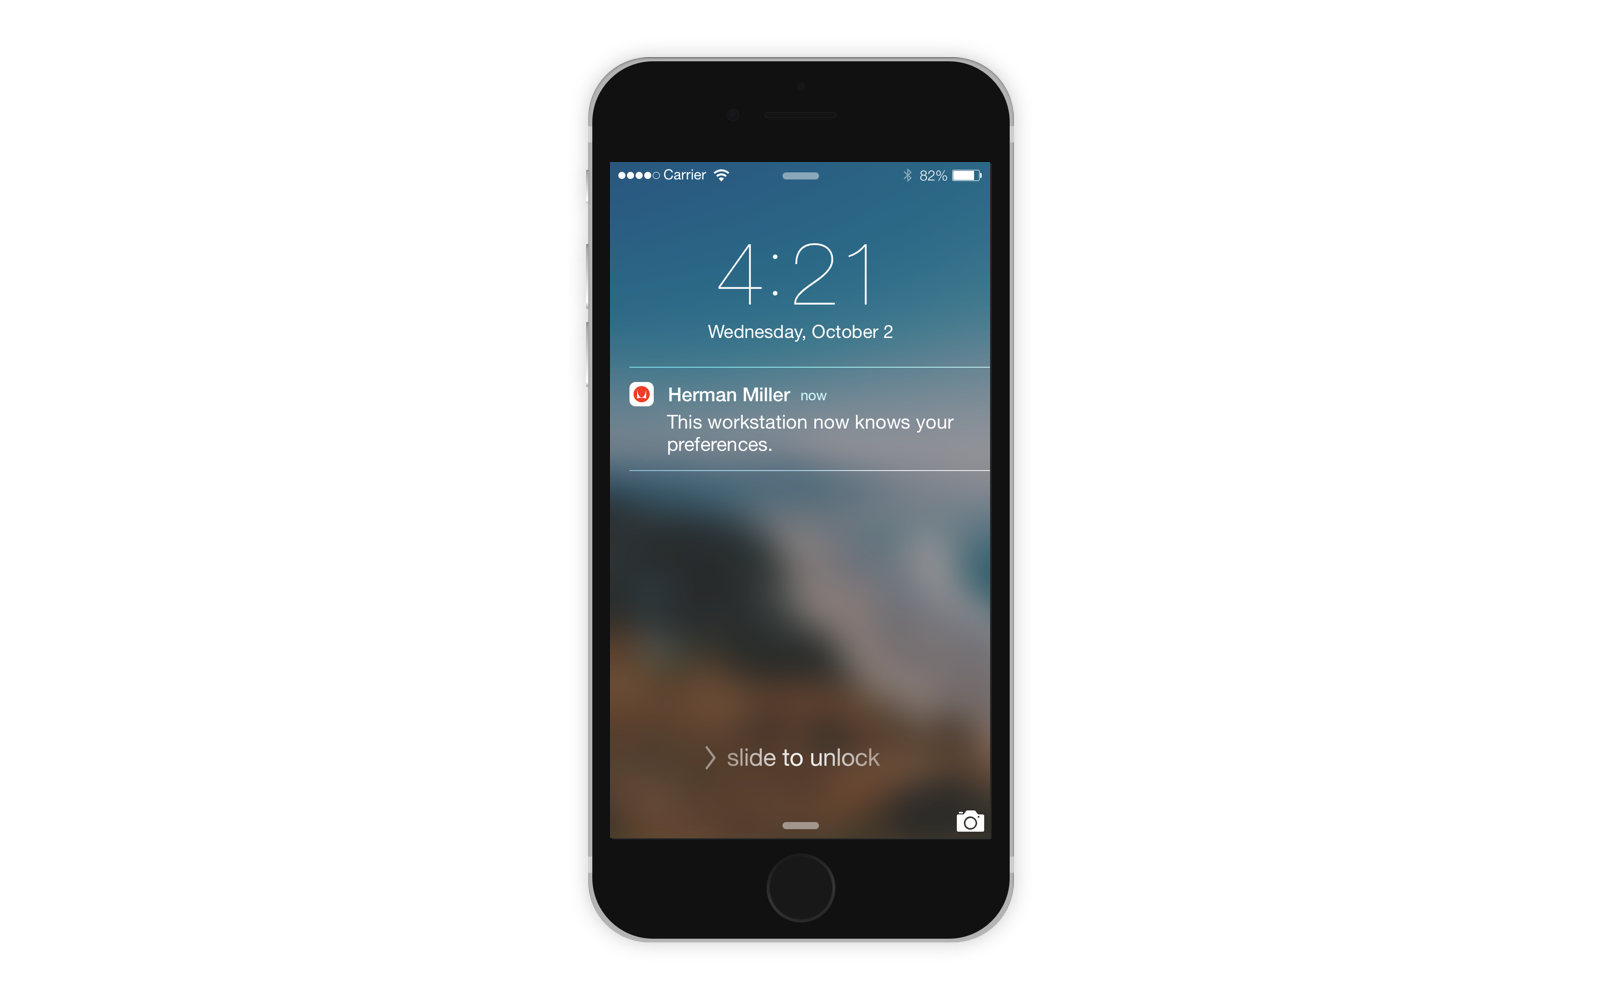 Carrier 82%
4:21
Wednesday, October 2
Herman Miller now
This workstation now knows your
preferences.
slide to unlock